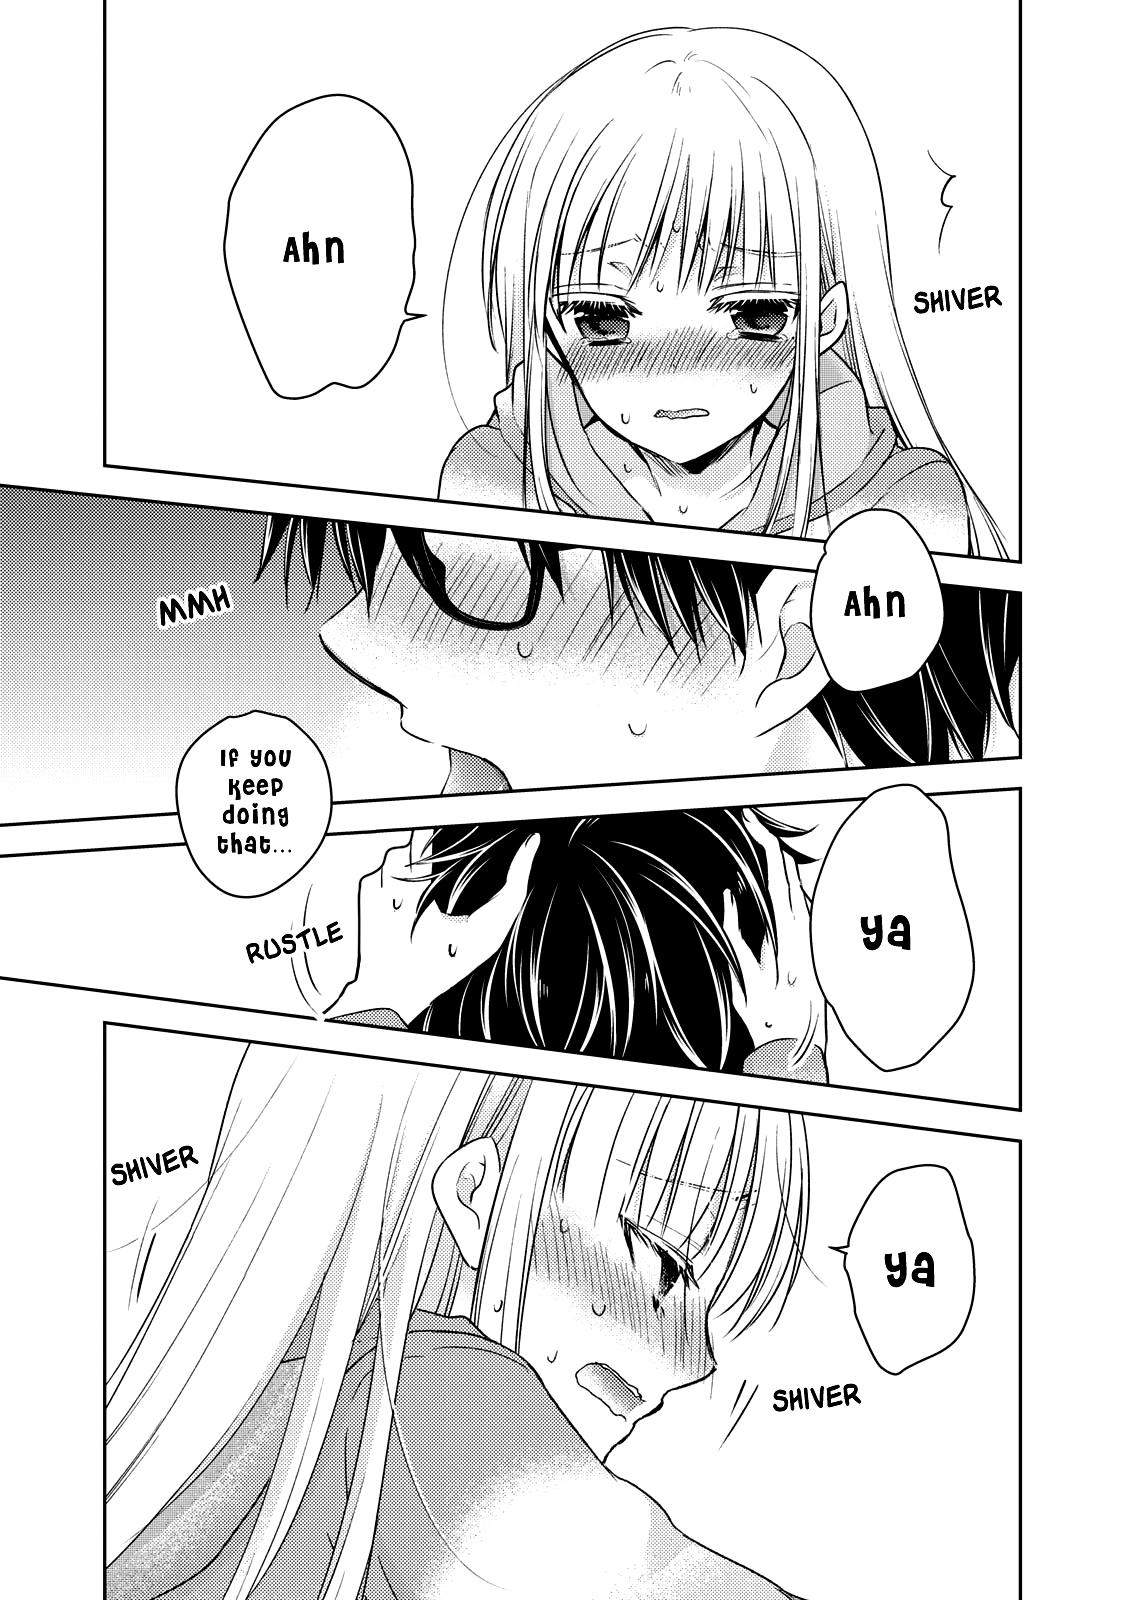 SHIVER
Ahn
Ahn
MMH
If you
keep
doing
that...
ya
RUSTLE
ya
SHIVER
SHIVER